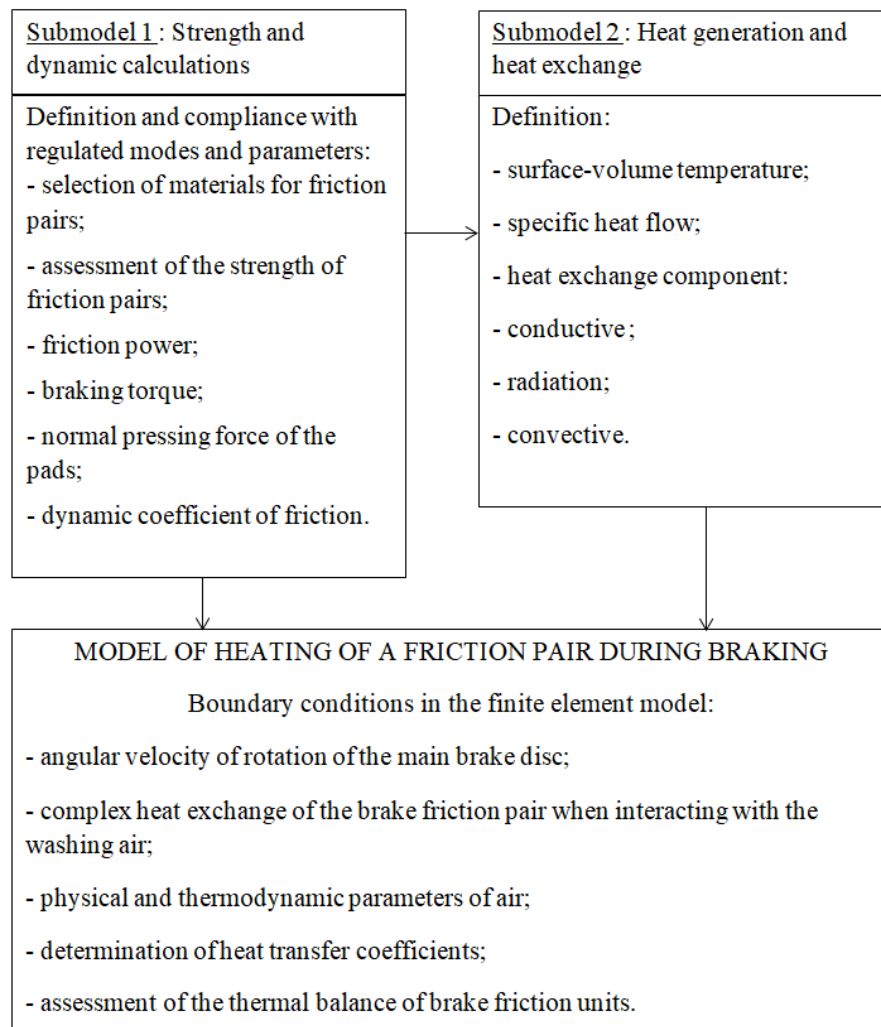 Submodel 1 : Strength and
dynamic calculations
Definition and compliance with
regulated modes and parameters:
- selection of materials for friction
pairs;
- assessment of the strength of
friction pairs;
- friction power;
- braking torque;
- normal pressing force of the
pads;
- dynamic coefficient of friction.
Submodel 2 : Heat generation and
heat exchange
Definition:
- surface-volume temperature;
- specific heat flow;
- heat exchange component:
- conductive ;
- radiation;
- convective.
MODEL OF HEATING OF A FRICTION PAIR DURING BRAKING
Boundary conditions in the finite element model:
- angular velocity of rotation of the main brake disc;
- complex heat exchange of the brake friction pair when interacting with the
washing air;
- physical and thermodynamic parameters of air;
- determination of heat transfer coefficients;
- assessment of the thermal balance of brake friction units.